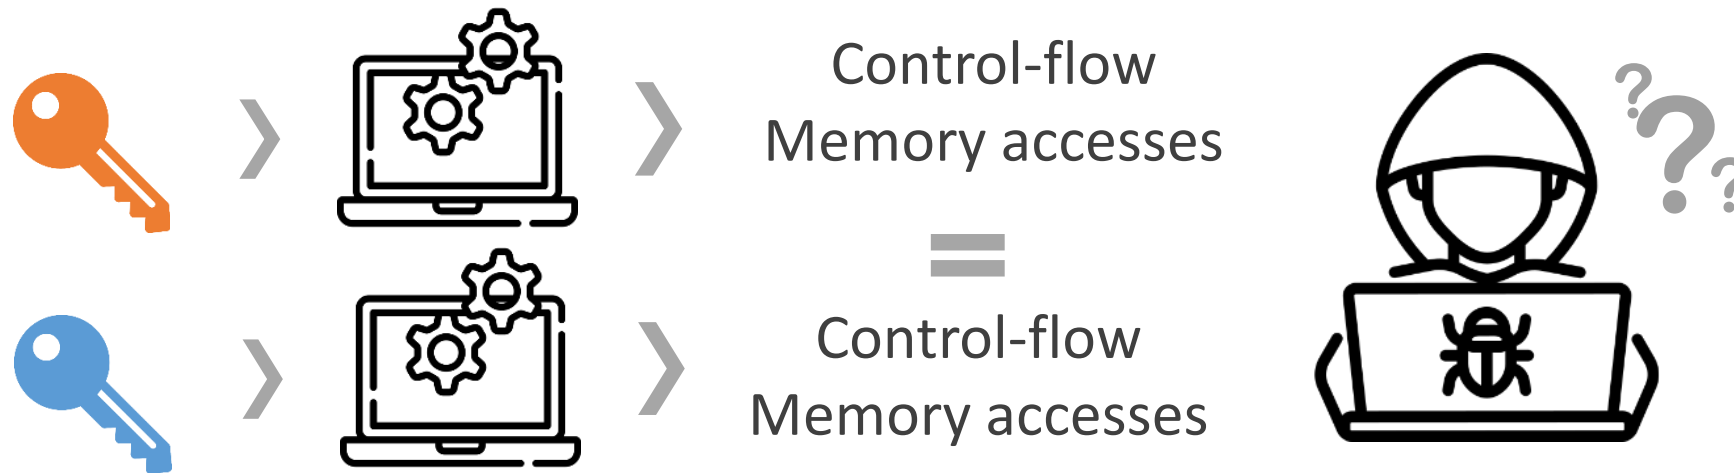 Control-flow
Memory accesses
=
Control-flow
Memory accesses
? ? ?